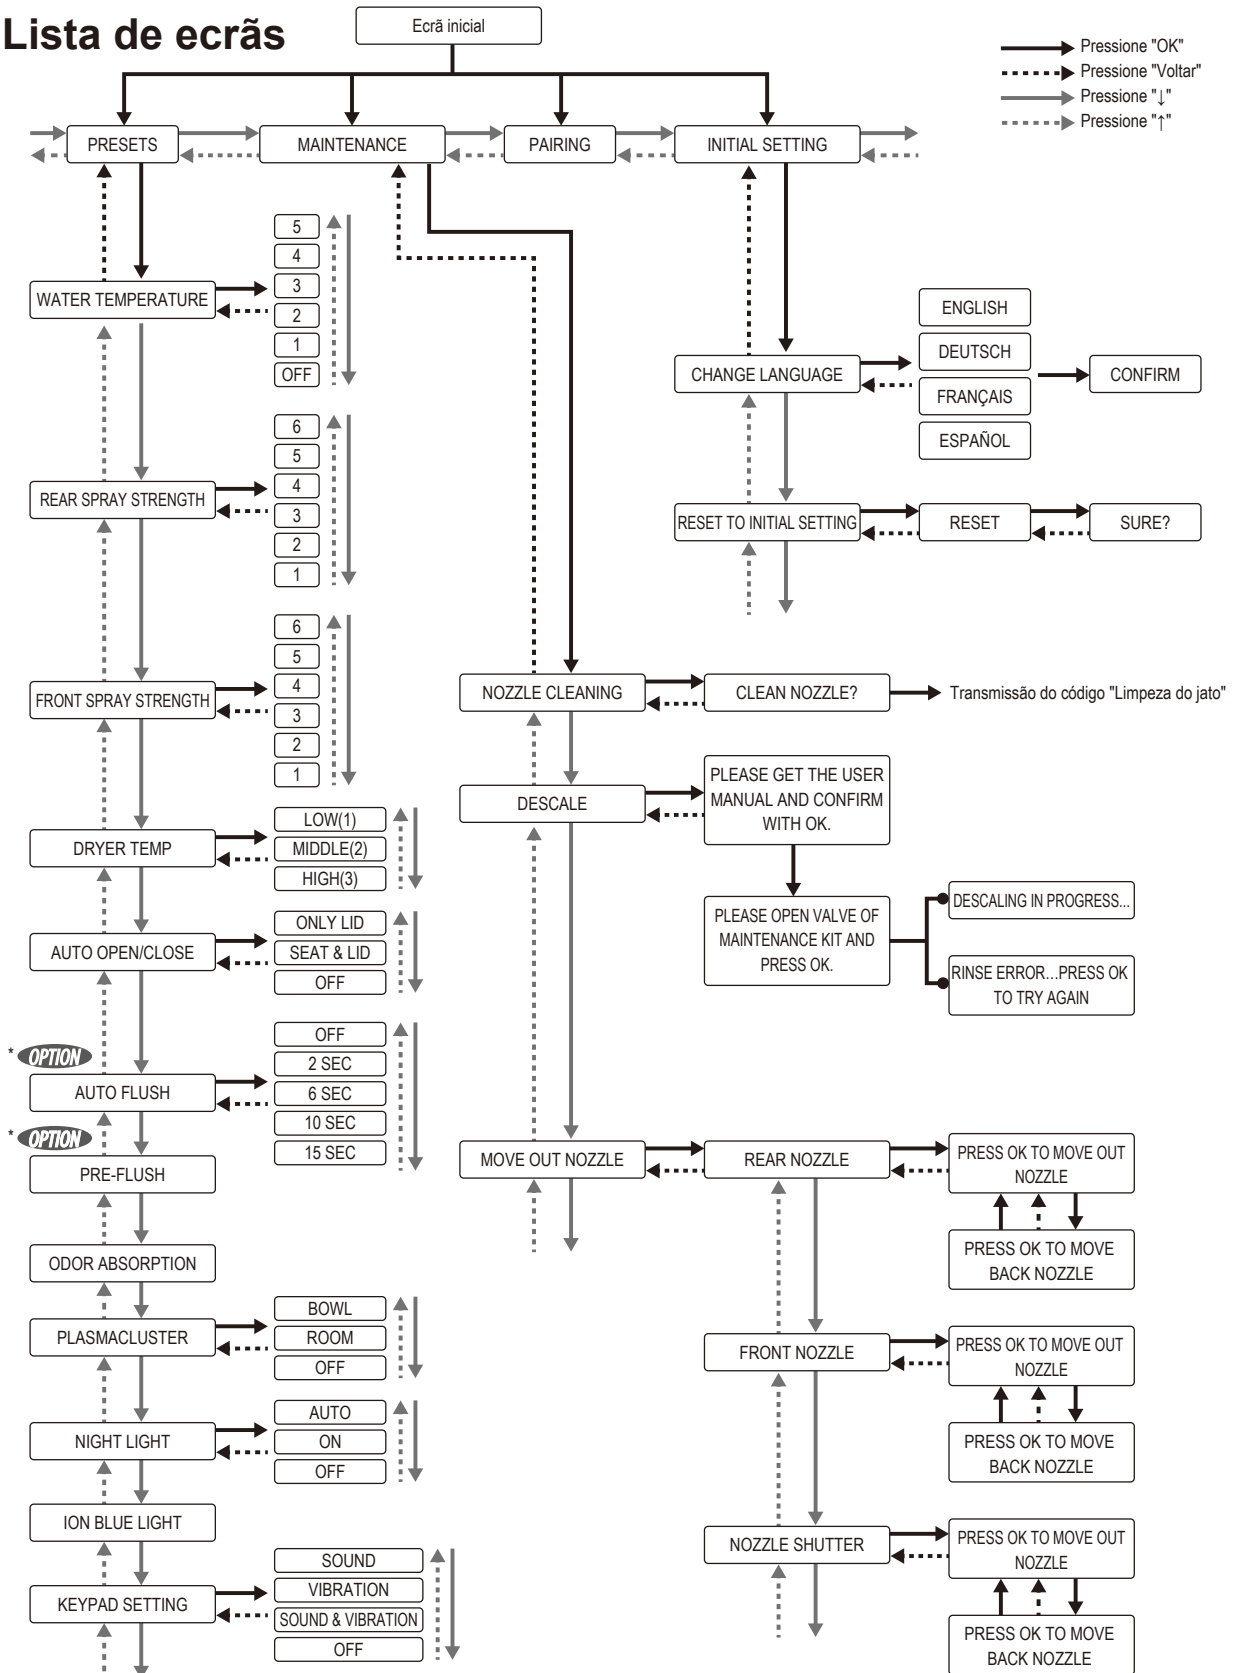 Lista de ecrãs
Ecrã inicial
Pressione "OK"
Pressione "Voltar"
Pressione "↓"
Pressione "↑"
PRESETS
MAINTENANCE
PAIRING
INITIAL SETTING
WATER TEMPERATURE
5
4
3
2
1
OFF
REAR SPRAY STRENGTH
6
5
4
3
2
1
FRONT SPRAY STRENGTH
6
5
4
3
2
1
DRYER TEMP
LOW(1)
MIDDLE(2)
HIGH(3)
AUTO OPEN/CLOSE
ONLY LID
SEAT & LID
OFF
* OPTION
AUTO FLUSH
OFF
2 SEC
6 SEC
10 SEC
15 SEC
* OPTION
PRE-FLUSH
ODOR ABSORPTION
PLASMACLUSTER
BOWL
ROOM
OFF
NIGHT LIGHT
AUTO
ON
OFF
ION BLUE LIGHT
KEYPAD SETTING
SOUND
VIBRATION
SOUND & VIBRATION
OFF
NOZZLE CLEANING
CLEAN NOZZLE?
Transmissão do código "Limpeza do jato"
DESCALE
PLEASE GET THE USER
MANUAL AND CONFIRM
WITH OK.
PLEASE OPEN VALVE OF
MAINTENANCE KIT AND
PRESS OK.
DESCALING IN PROGRESS...
RINSE ERROR...PRESS OK
TO TRY AGAIN
MOVE OUT NOZZLE
REAR NOZZLE
PRESS OK TO MOVE OUT
NOZZLE
PRESS OK TO MOVE
BACK NOZZLE
FRONT NOZZLE
PRESS OK TO MOVE OUT
NOZZLE
PRESS OK TO MOVE
BACK NOZZLE
NOZZLE SHUTTER
PRESS OK TO MOVE OUT
NOZZLE
PRESS OK TO MOVE
BACK NOZZLE
CHANGE LANGUAGE
ENGLISH
DEUTSCH
FRANÇAIS
ESPAÑOL
CONFIRM
RESET TO INITIAL SETTING
RESET
SURE?